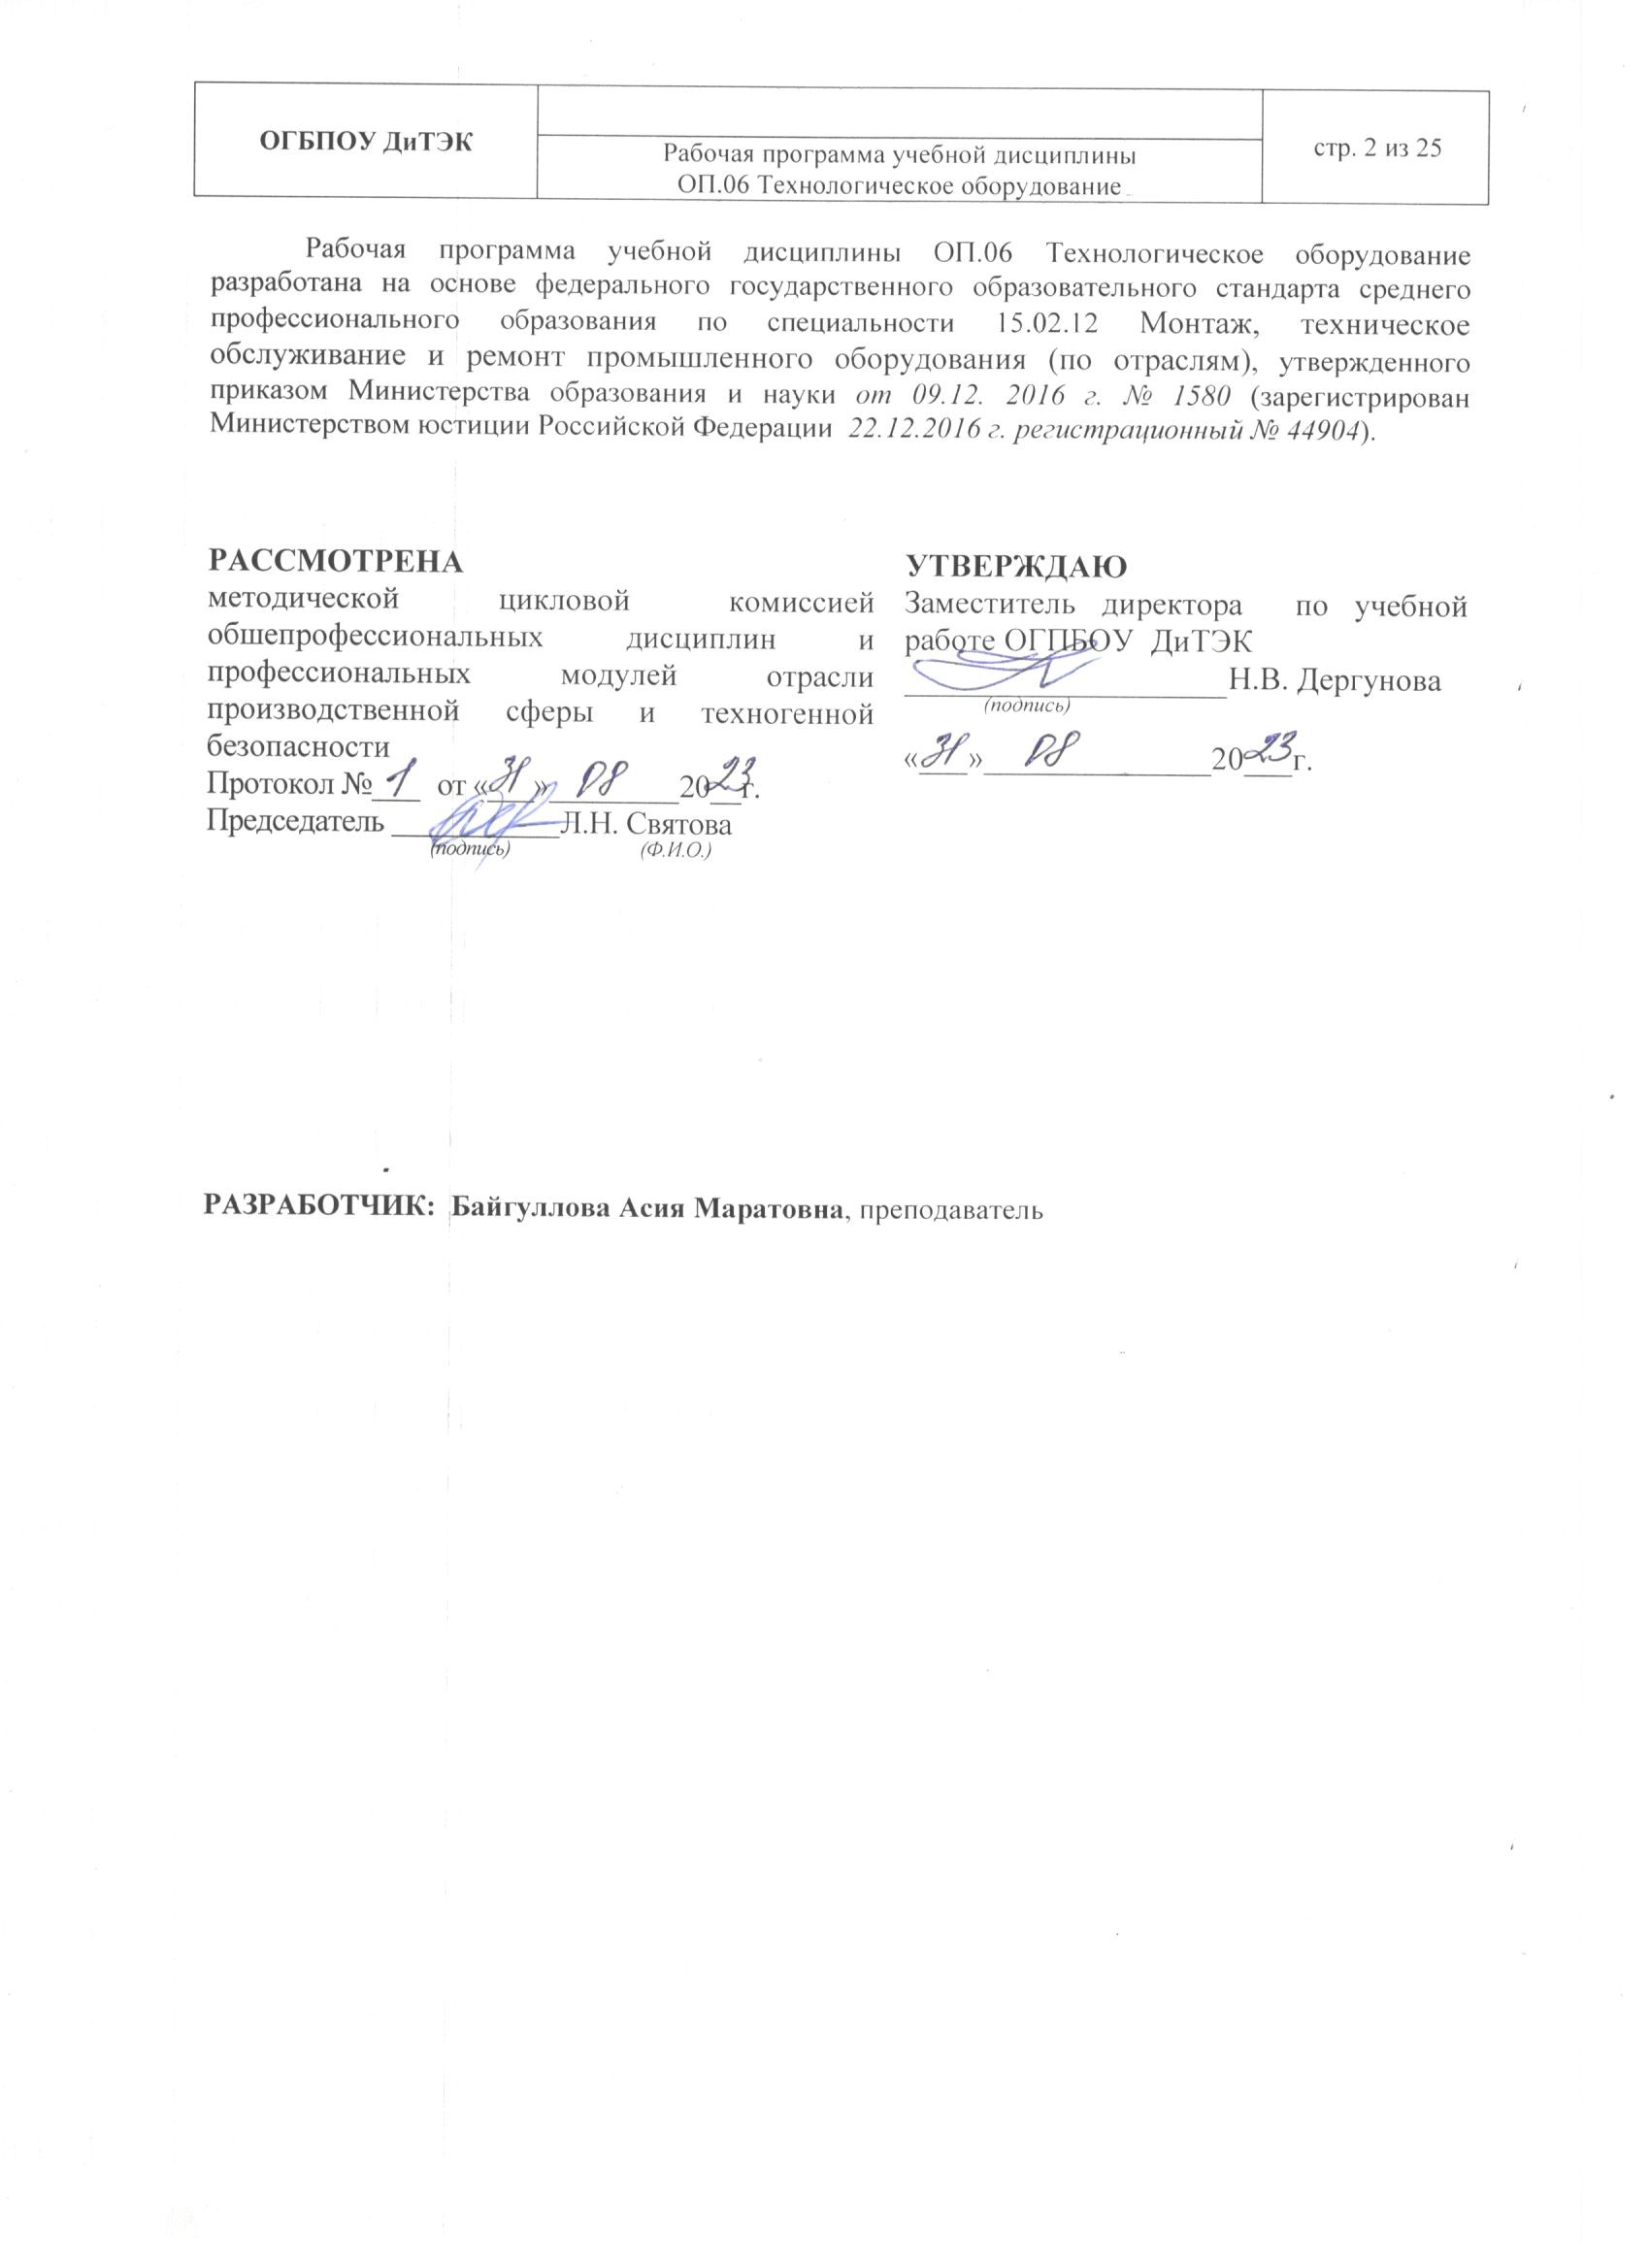 ОГБПОУ ДиТЭК
Рабочая программа учебной дисциплины
ОП.06 Технологическое оборудование
стр. 2 из 25
Рабочая программа учебной дисциплины ОП.06 Технологическое оборудование
разработана на основе федерального государственного образовательного стандарта среднего
профессионального образования по специальности 15.02.12 Монтаж, техническое
обслуживание и ремонт промышленного оборудования (по отраслям), утвержденного
приказом Министерства образования и науки от 09.12. 2016 г. № 1580 (зарегистрирован
Министерством юстиции Российской Федерации 22.12.2016 г. регистрационный № 44904).
РАССМОТРЕНА
методической цикловой комиссией
обшепрофессиональных дисциплин и
профессиональных модулей отрасли
производственной сферы и техногенной
безопасности
Протокол № 1 от «31» 08 2023г.
Председатель Л.Н. Святова
(подпись) (Ф.И.О.)
УТВЕРЖДАЮ
Заместитель директора по учебной
работе ОГПБОУ ДиТЭК
Н.В. Дергунова
(подпись)
«31» 08 2023г.
РАЗРАБОТЧИК: Байгуллова Асия Маратовна, преподаватель